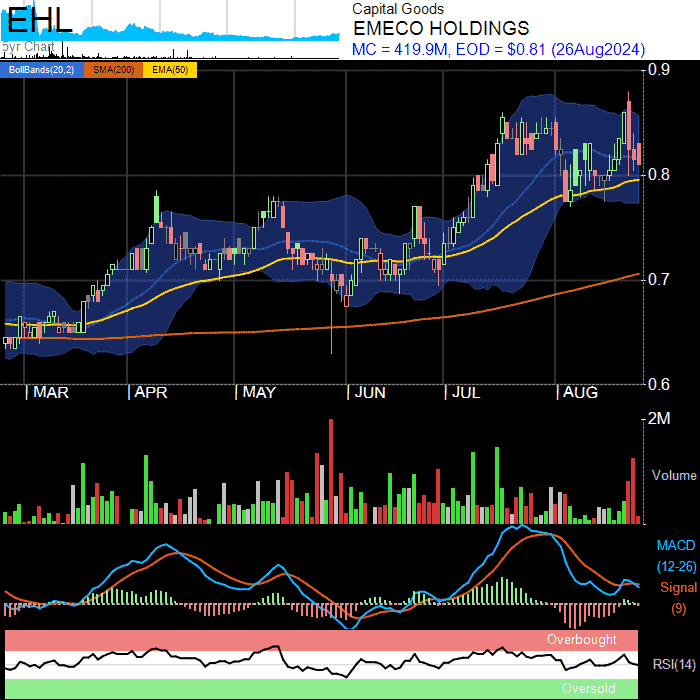 EHL
5yr Chart
Capital Goods
EMECO HOLDINGS
MC = 419.9M, EOD = $0.81 (26Aug2024)
BollBands(20,2) SMA(200) EMA(50)
0.9
0.8
0.7
0.6
MAR APR MAY JUN JUL AUG
2M
Volume
MACD
(12-26)
Signal
(9)
Overbought
RSI(14)
Oversold